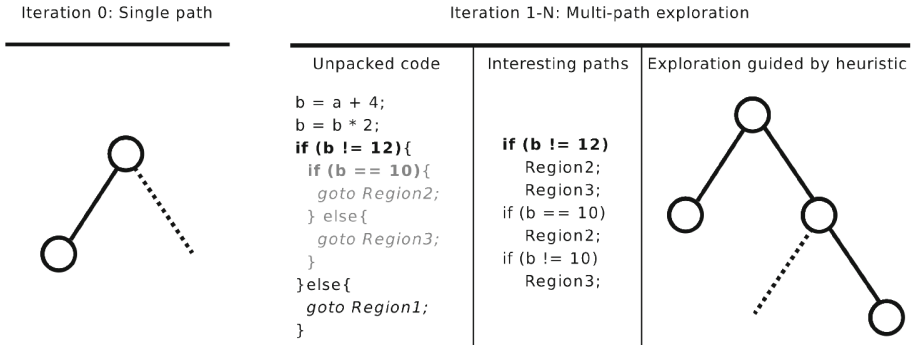 Iteration 0: Single path
Iteration 1-N: Multi-path exploration
Unpacked code
b = a + 4;
b = b * 2;
if (b != 12){
if (b == 10){
goto Region2;
} else{
goto Region3;
}
}else{
goto Region1;
}
Interesting paths
if (b != 12)
Region2;
Region3;
if (b == 10)
Region2;
if (b != 10)
Region3;
Exploration guided by heuristic